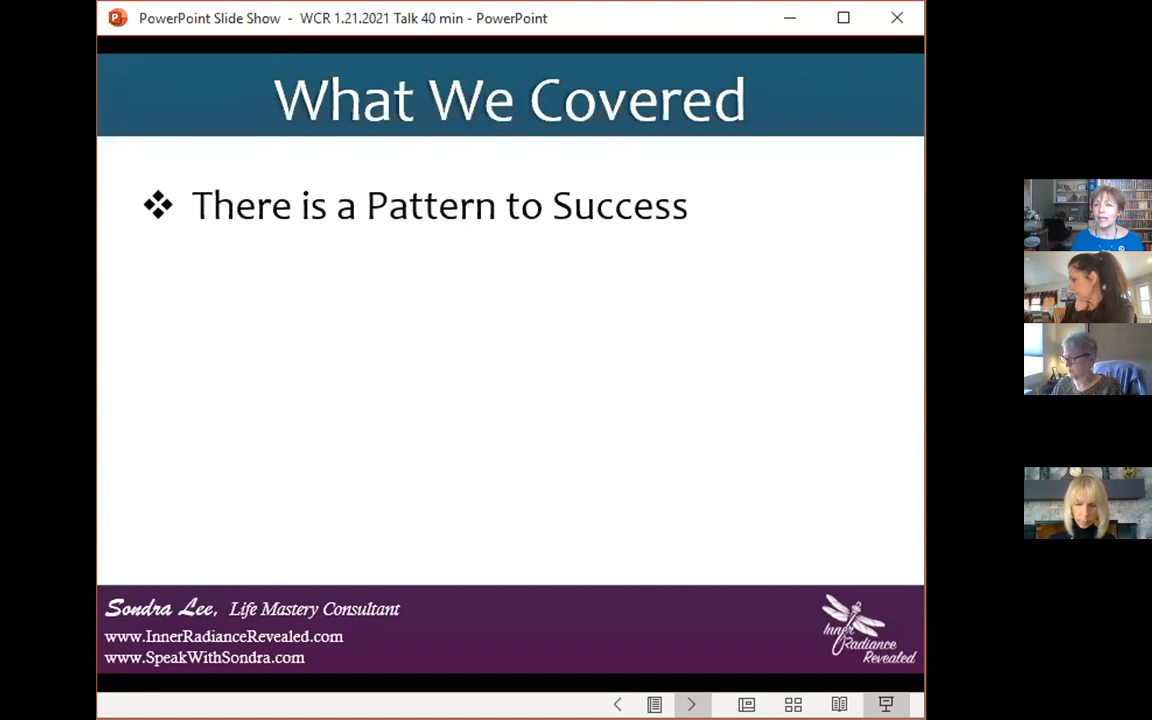 PowerPoint Slide Show - WCR 1.21.2021 Talk 40 min - PowerPoint
What We Covered
❖ There is a Pattern to Success
Sondra Lee, Life Mastery Consultant
www.InnerRadianceRevealed.com
www.SpeakWithSondra.com
Inner
Radiance
Revealed